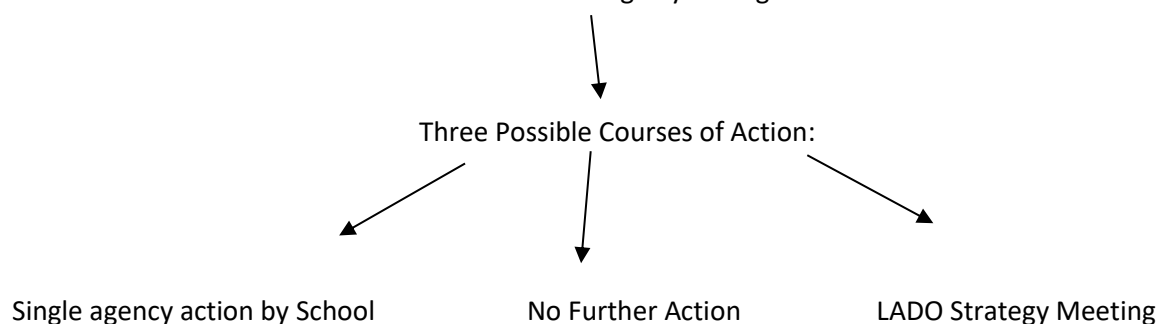 Three Possible Courses of Action:
Single agency action by School No Further Action LADO Strategy Meeting